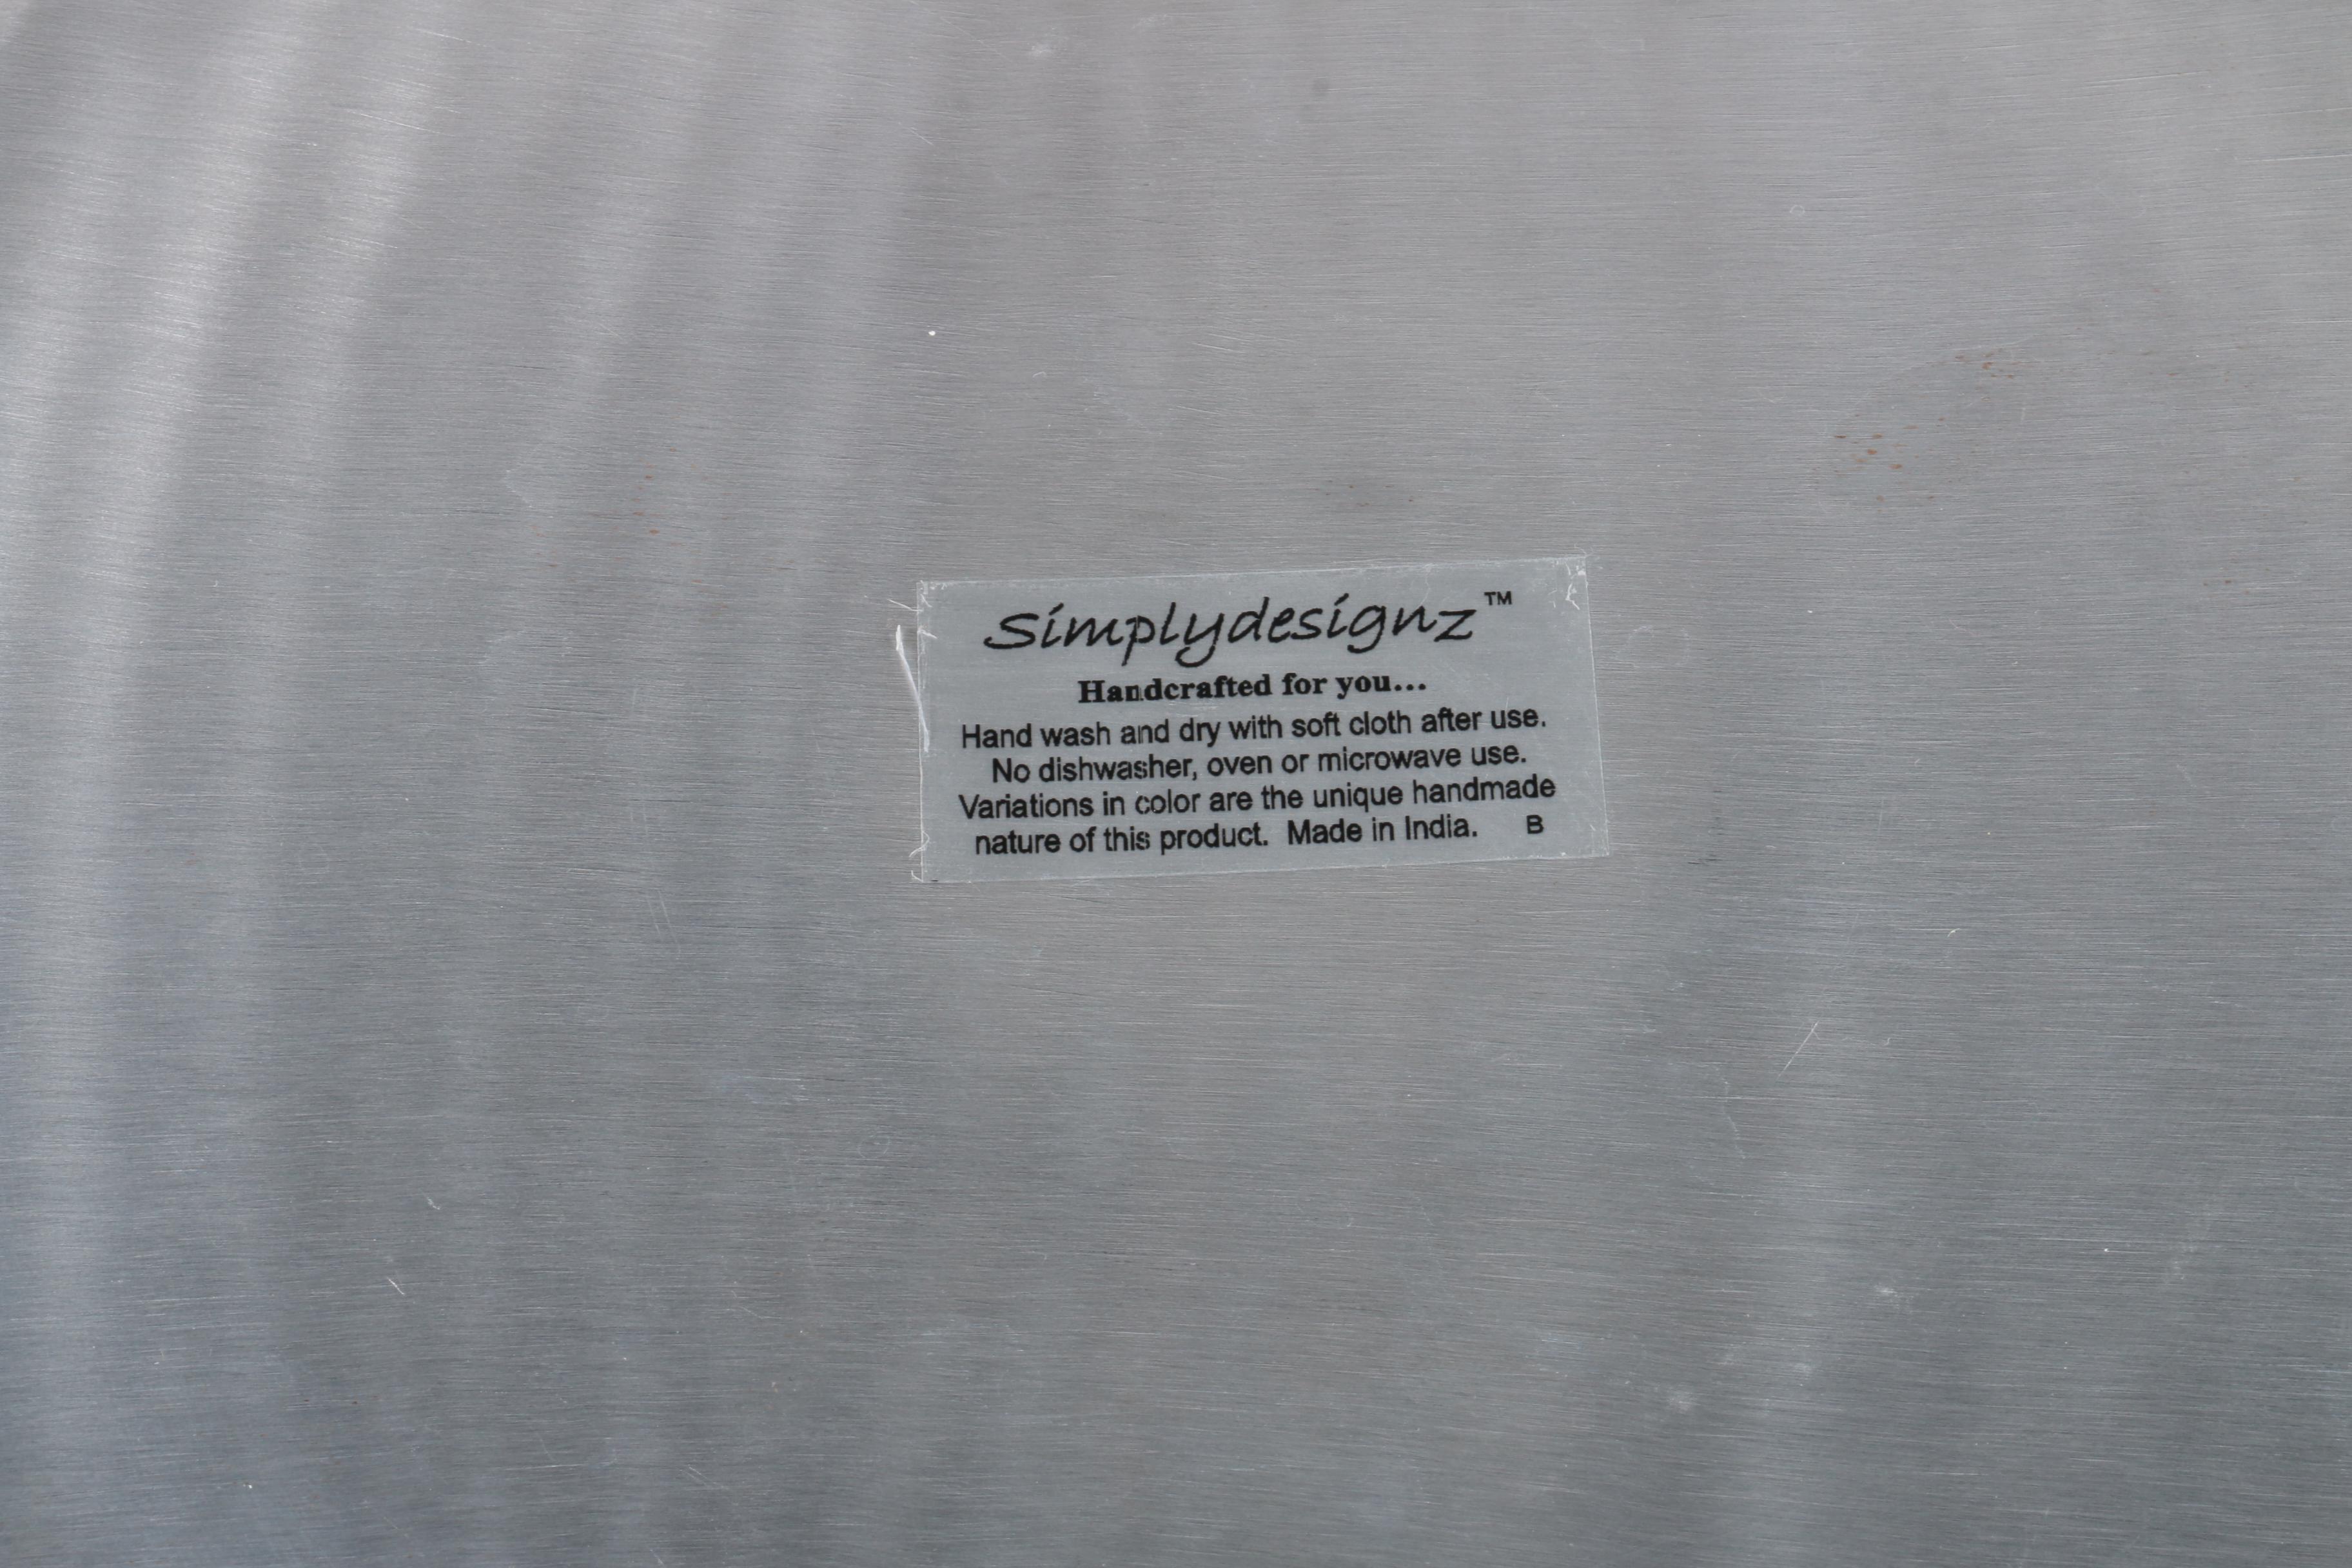 Simplydesignz™
Handcrafted for you...
Hand wash and dry with soft cloth after use.
No dishwasher, oven or microwave use.
Variations in color are the unique handmade
nature of this product. Made in India. B